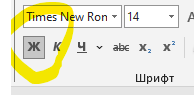 Times New Ron 14
Ж К Ч abc x₂ x²
Шрифт